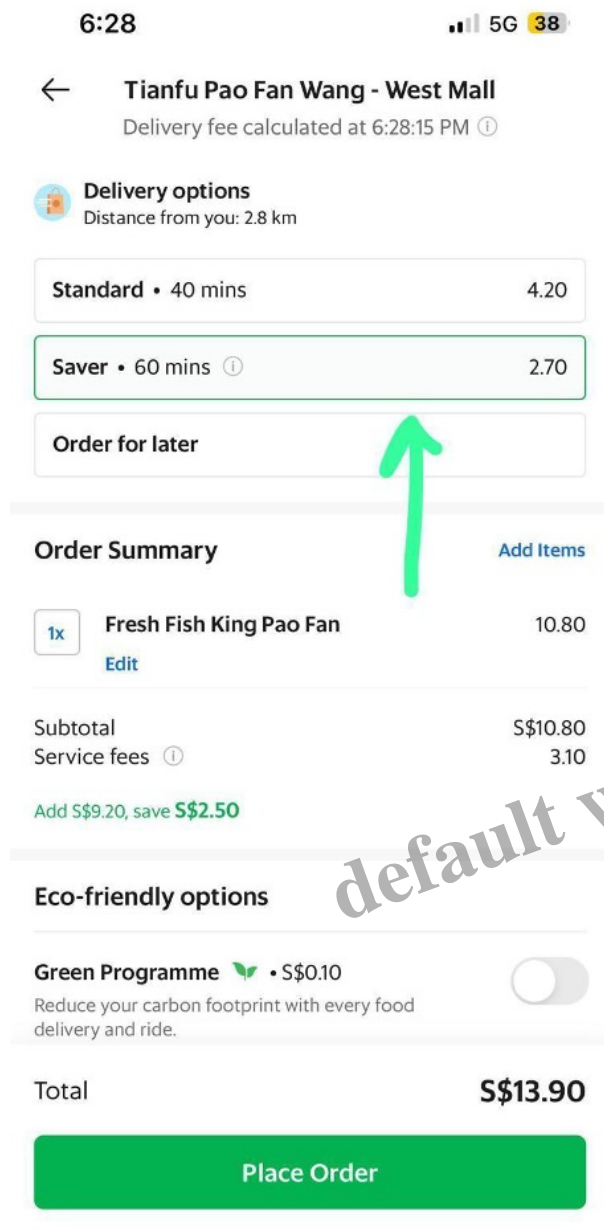 6:28 5G 38
Tianfu Pao Fan Wang - West Mall
Delivery fee calculated at 6:28:15 PM
Delivery options
Distance from you: 2.8 km
Standard • 40 mins 4.20
Saver • 60 mins 2.70
Order for later
Order Summary Add Items
1x Fresh Fish King Pao Fan 10.80
Edit
Subtotal S$10.80
Service fees 3.10
Add S$9.20, save S$2.50
default
Eco-friendly options
Green Programme • S$0.10
Reduce your carbon footprint with every food
delivery and ride.
Total S$13.90
Place Order